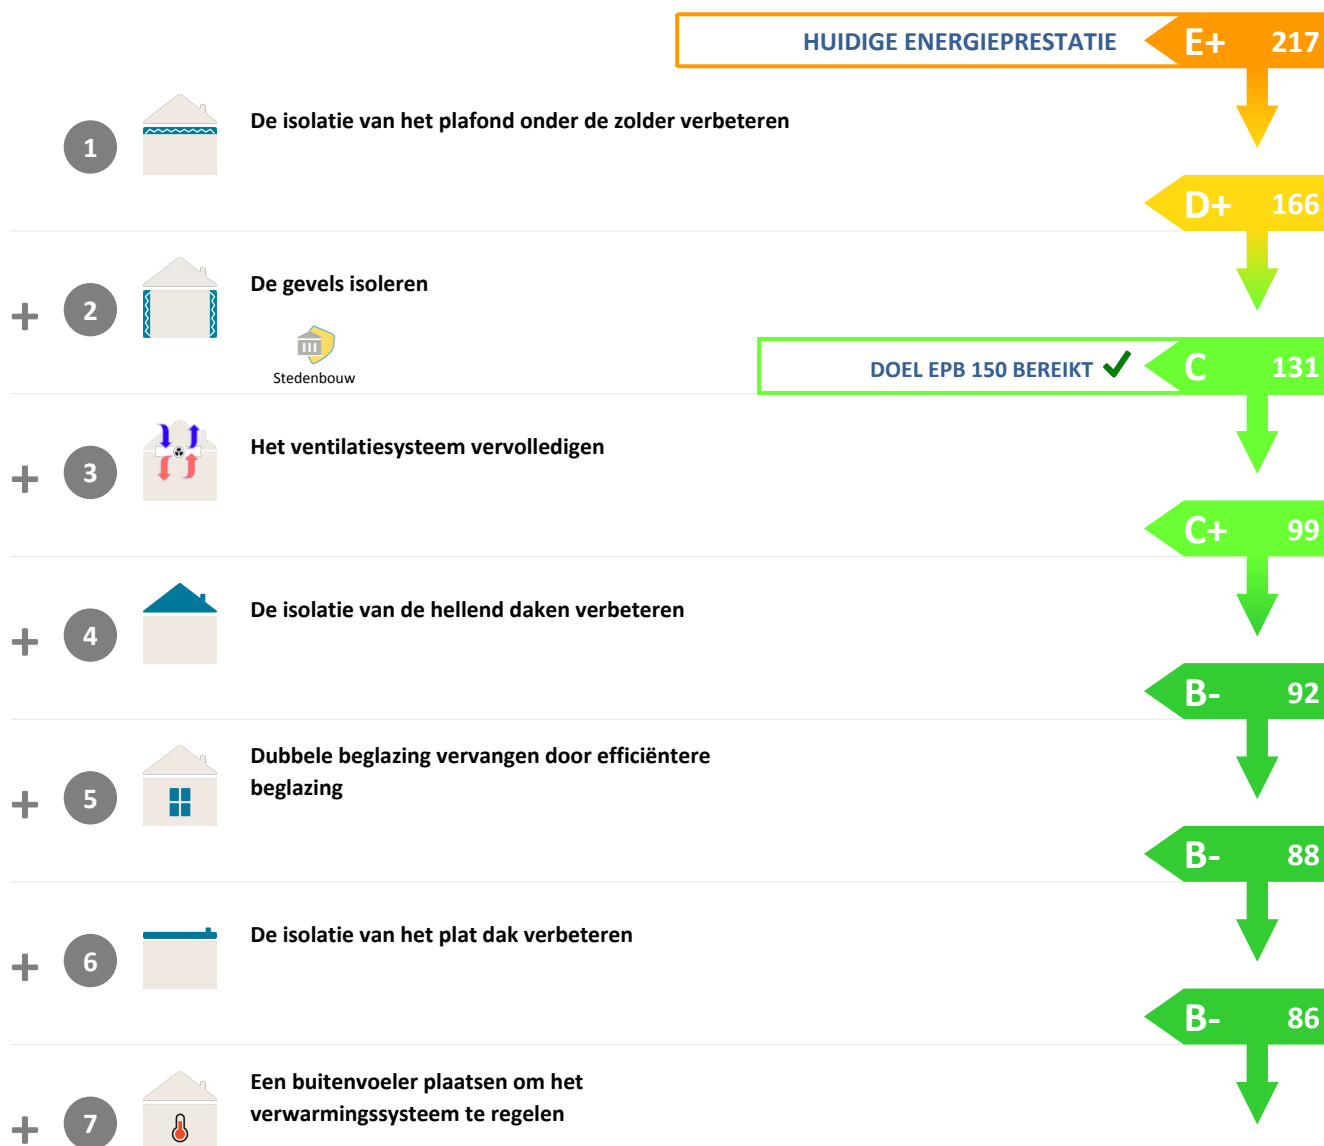 HUIDIGE ENERGIEPRESTATIE E+ 217
1 De isolatie van het plafond onder de zolder verbeteren
D+ 166
+ 2 De gevels isoleren
Stedenbouw
DOEL EPB 150 BEREIKT ✓ C 131
+ 3 Het ventilatiesysteem vervolledigen
C+ 99
+ 4 De isolatie van de hellend daken verbeteren
B- 92
+ 5 Dubbele beglazing vervangen door efficiëntere
beglazing
B- 88
+ 6 De isolatie van het plat dak verbeteren
B- 86
+ 7 Een buitenvoeler plaatsen om het
verwarmingssysteem te regelen